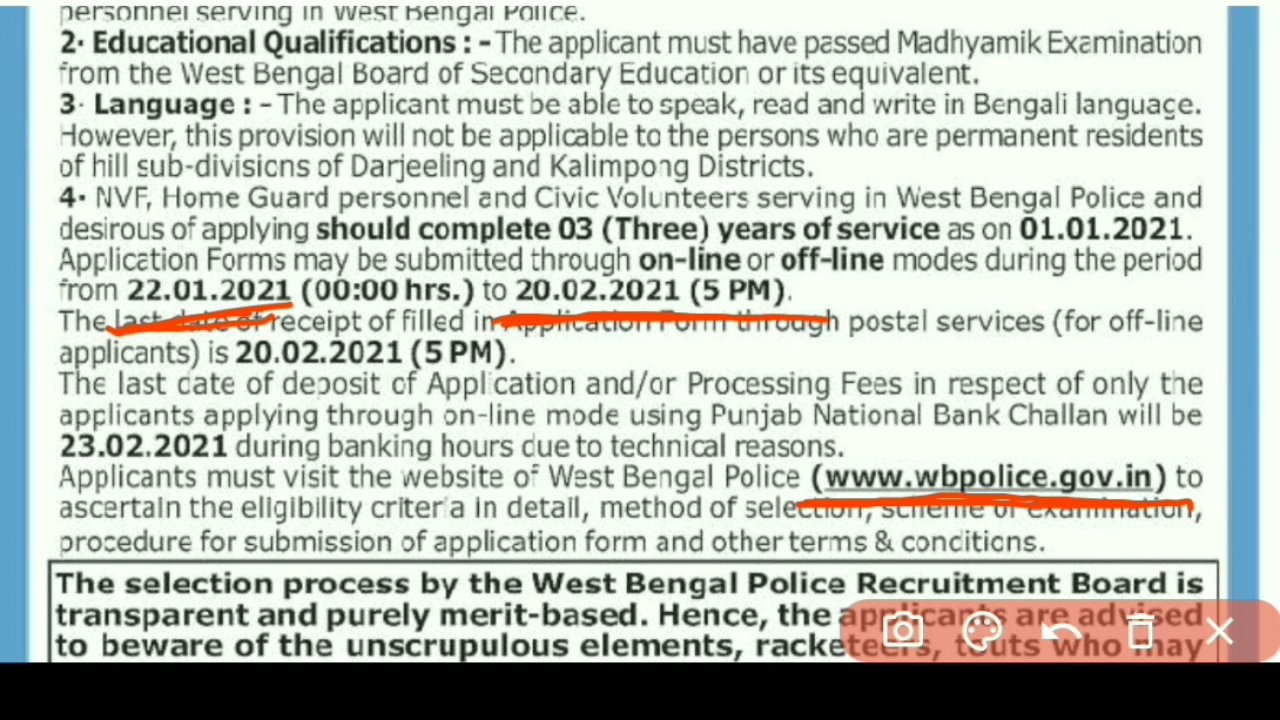 personnel serving in West Bengal Police.
2· Educational Qualifications : - The applicant must have passed Madhyamik Examination
from the West Bengal Board of Secondary Education or its equivalent.
3· Language : - The applicant must be able to speak, read and write in Bengali language.
However, this provision will not be applicable to the persons who are permanent residents
of hill sub-divisions of Darjeeling and Kalimpong Districts.
4· NVF, Home Guard personnel and Civic Volunteers serving in West Bengal Police and
desirous of applying should complete 03 (Three) years of service as on 01.01.2021.
Application Forms may be submitted through on-line or off-line modes during the period
from 22.01.2021 (00:00 hrs.) to 20.02.2021 (5 PM).
The last date of receipt of filled in Application Form through postal services (for off-line
applicants) is 20.02.2021 (5 PM).
The last date of deposit of Application and/or Processing Fees in respect of only the
applicants applying through on-line mode using Punjab National Bank Challan will be
23.02.2021 during banking hours due to technical reasons.
Applicants must visit the website of West Bengal Police (www.wbpolice.gov.in) to
ascertain the eligibility criteria in detail, method of selection, scheme of examination,
procedure for submission of application form and other terms & conditions.
The selection process by the West Bengal Police Recruitment Board is
transparent and purely merit-based. Hence, the applicants are advised
to beware of the unscrupulous elements, racketeers, touts who may